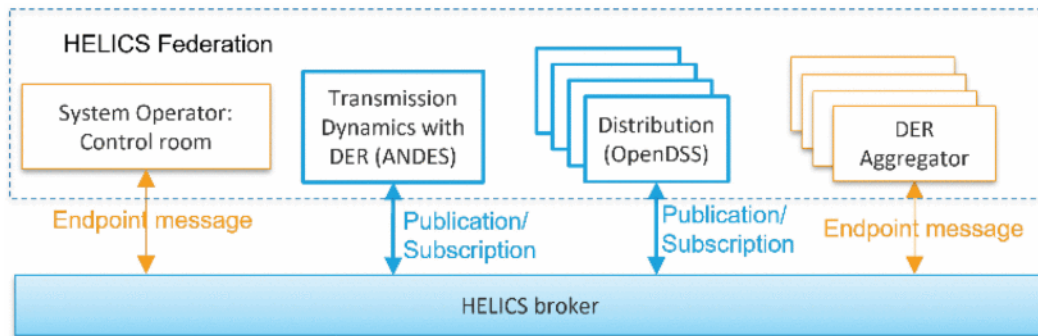 HELICS Federation
System Operator:
Control room
Transmission
Dynamics with
DER (ANDES)
Distribution
(OpenDSS)
DER
Aggregator
Endpoint message
Publication/
Subscription
Publication/
Subscription
Endpoint message
HELICS broker